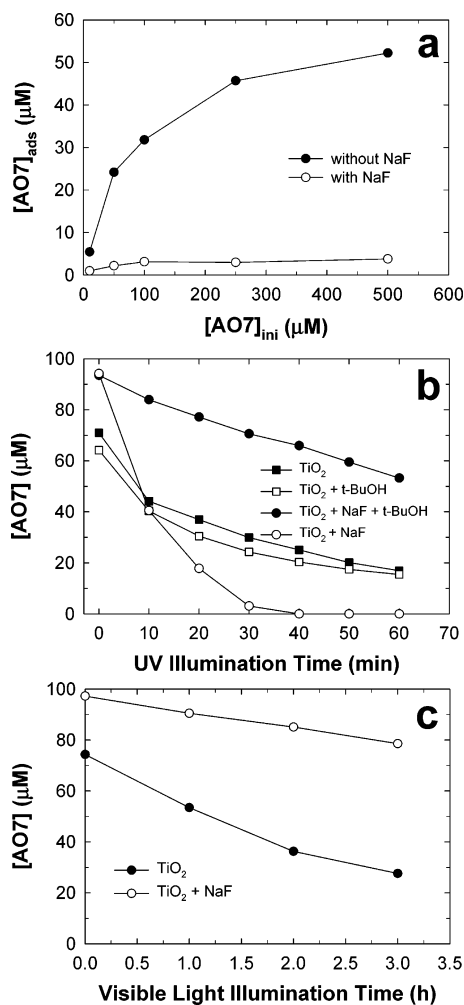 a
60
50
40
30
20
10
0
[AO7]ads (μM)
without NaF
with NaF
0 100 200 300 400 500 600
[AO7]ini (μM)
b
100
80
60
40
20
0
[AO7] (μM)
TiO2
TiO2 + t-BuOH
TiO2 + NaF + t-BuOH
TiO2 + NaF
0 10 20 30 40 50 60 70
UV Illumination Time (min)
c
100
80
60
40
20
0
[AO7] (μM)
TiO2
TiO2 + NaF
0.0 0.5 1.0 1.5 2.0 2.5 3.0 3.5
Visible Light Illumination Time (h)